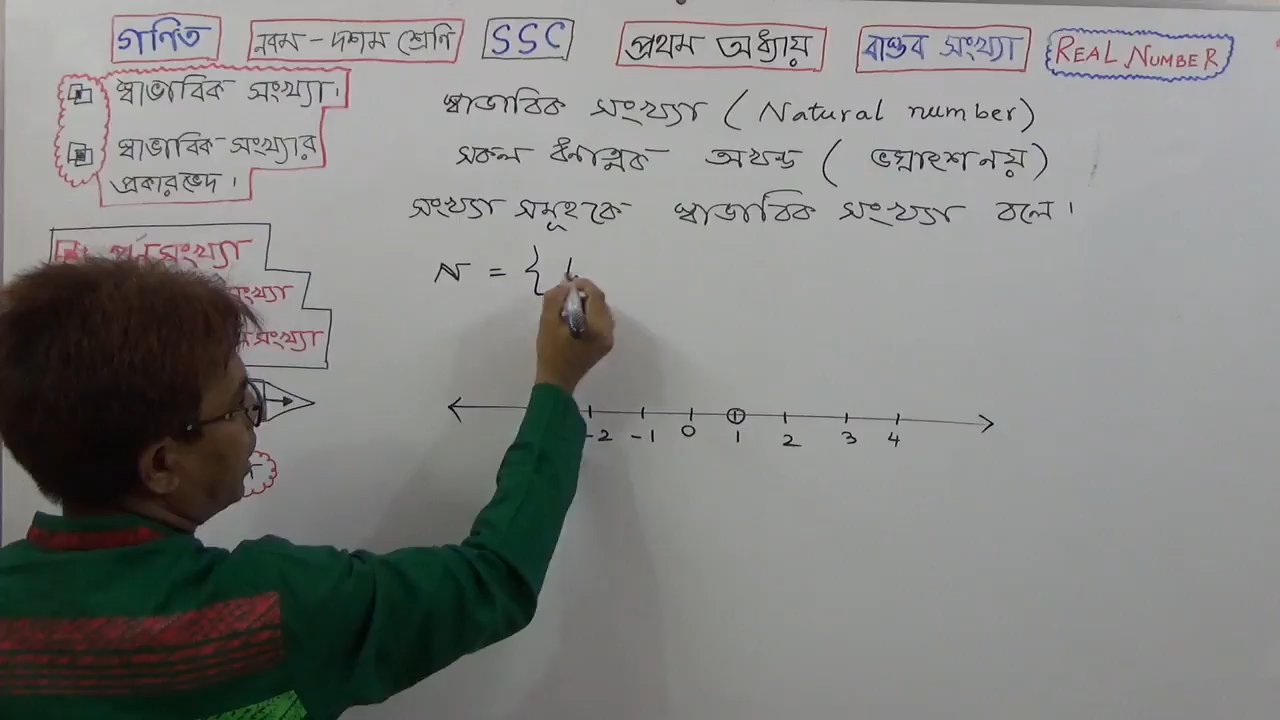 গণিত নবম - দশম শ্রেণি SSC প্রথম অধ্যায় বাস্তব সংখ্যা REAL NUMBER
স্বাভাবিক সংখ্যা।
স্বাভাবিক সংখ্যার
প্রকারভেদ।
পূর্ন সংখ্যা
সংখ্যা
সংখ্যা
স্বাভাবিক সংখ্যা ( Natural number )
সকল ধনাত্মক অখন্ড ( ভগ্নাংশ নয় )
সংখ্যা সমূহকে স্বাভাবিক সংখ্যা বলে।
N = { 1
-2 -1 0 1 2 3 4